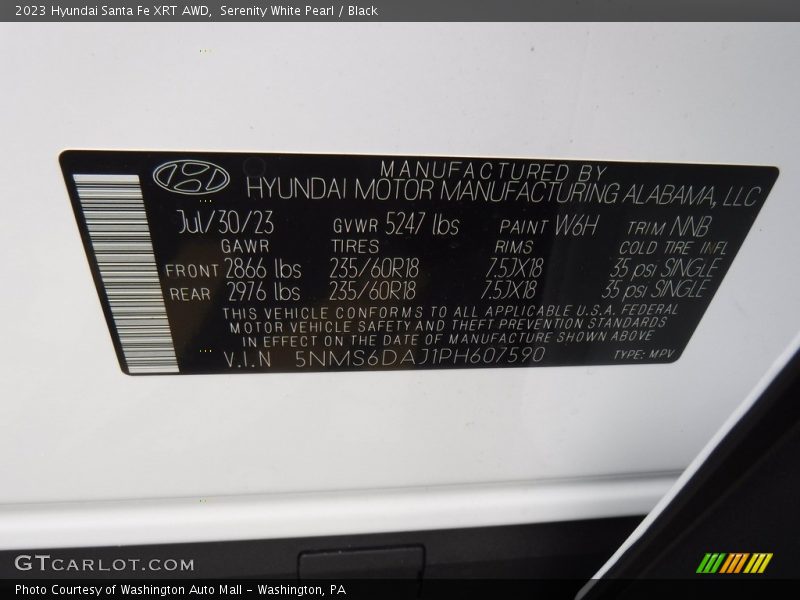 2023 Hyundai Santa Fe XRT AWD, Serenity White Pearl / Black
MANUFACTURED BY
HYUNDAI MOTOR MANUFACTURING ALABAMA, LLC
Jul/30/23 GVWR 5247 lbs PAINT W6H TRIM NNB
GAWR TIRES RIMS COLD TIRE INFL
FRONT 2866 lbs 235/60R18 7.5JX18 35 psi SINGLE
REAR 2976 lbs 235/60R18 7.5JX18 35 psi SINGLE
THIS VEHICLE CONFORMS TO ALL APPLICABLE U.S.A. FEDERAL
MOTOR VEHICLE SAFETY AND THEFT PREVENTION STANDARDS
IN EFFECT ON THE DATE OF MANUFACTURE SHOWN ABOVE
V.I.N 5NMS6DAJ1PH607590 TYPE: MPV
GTCARLOT.COM
Photo Courtesy of Washington Auto Mall - Washington, PA